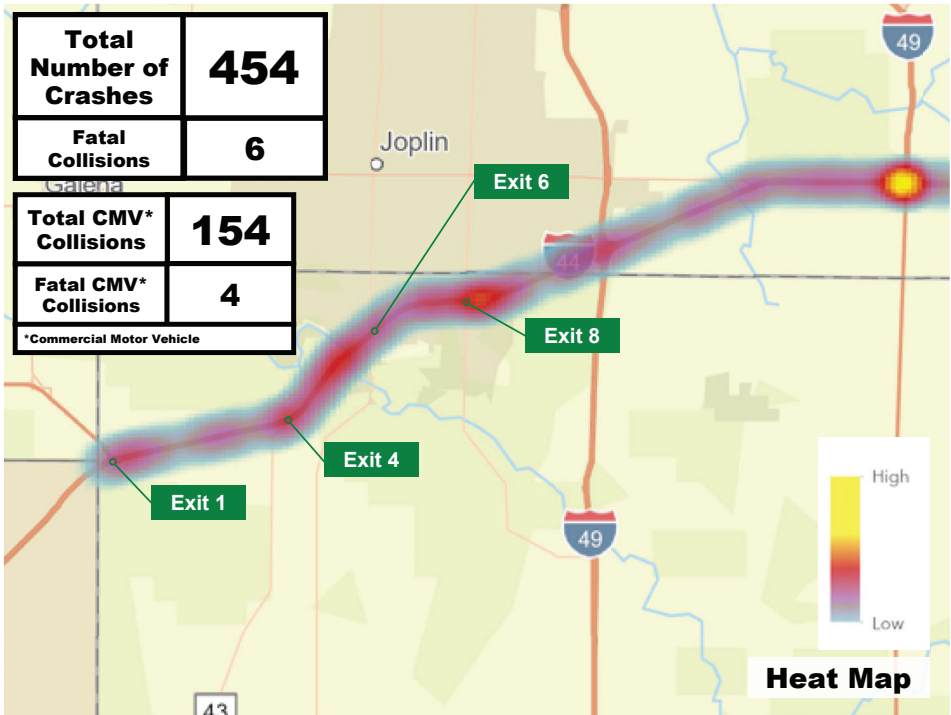 Total
Number of
Crashes
454
Fatal
Collisions
6
Galena
Total CMV*
Collisions
154
Fatal CMV*
Collisions
4
*Commercial Motor Vehicle
Joplin
49
Exit 6
44
Exit 8
Exit 4
Exit 1
49
43
High
Low
Heat Map